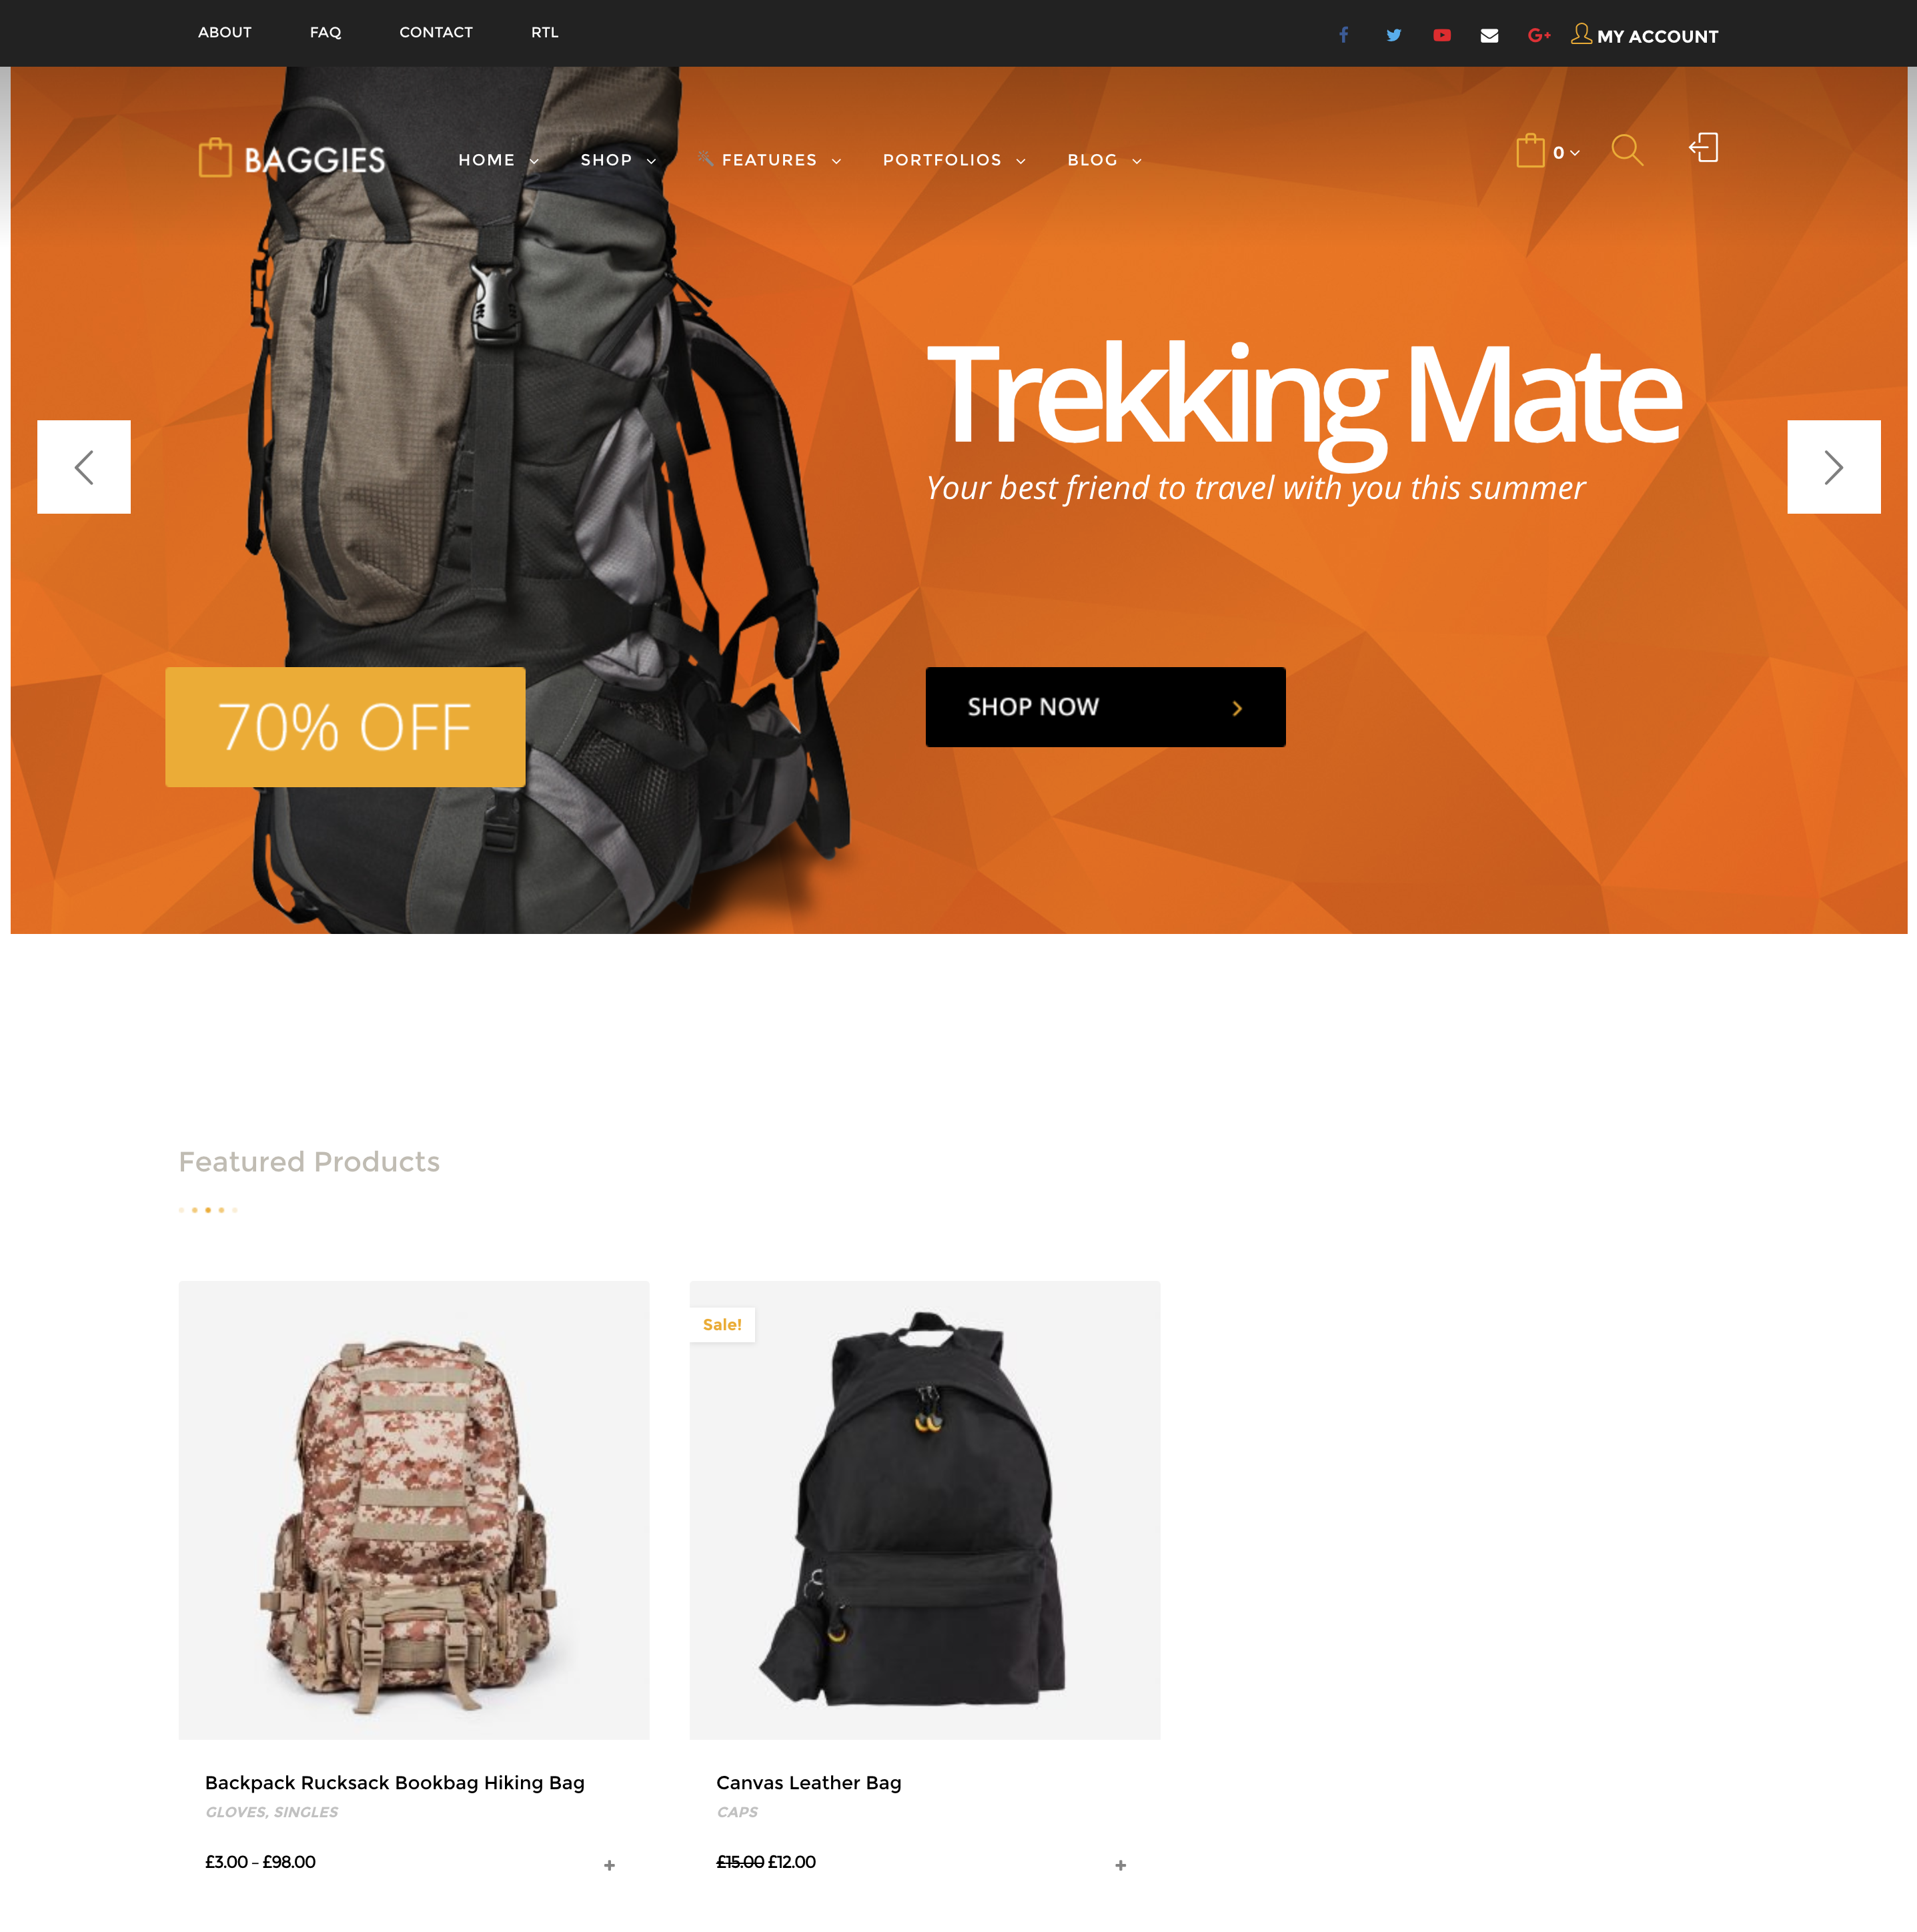 ABOUT FAQ CONTACT RTL G+ MY ACCOUNT
BAGGIES HOME SHOP FEATURES PORTFOLIOS BLOG 0
Trekking Mate
Your best friend to travel with you this summer
70% OFF
SHOP NOW
Featured Products
Sale!
Backpack Rucksack Bookbag Hiking Bag
GLOVES, SINGLES
£3.00 – £98.00 +
Canvas Leather Bag
CAPS
£15.00 £12.00 +